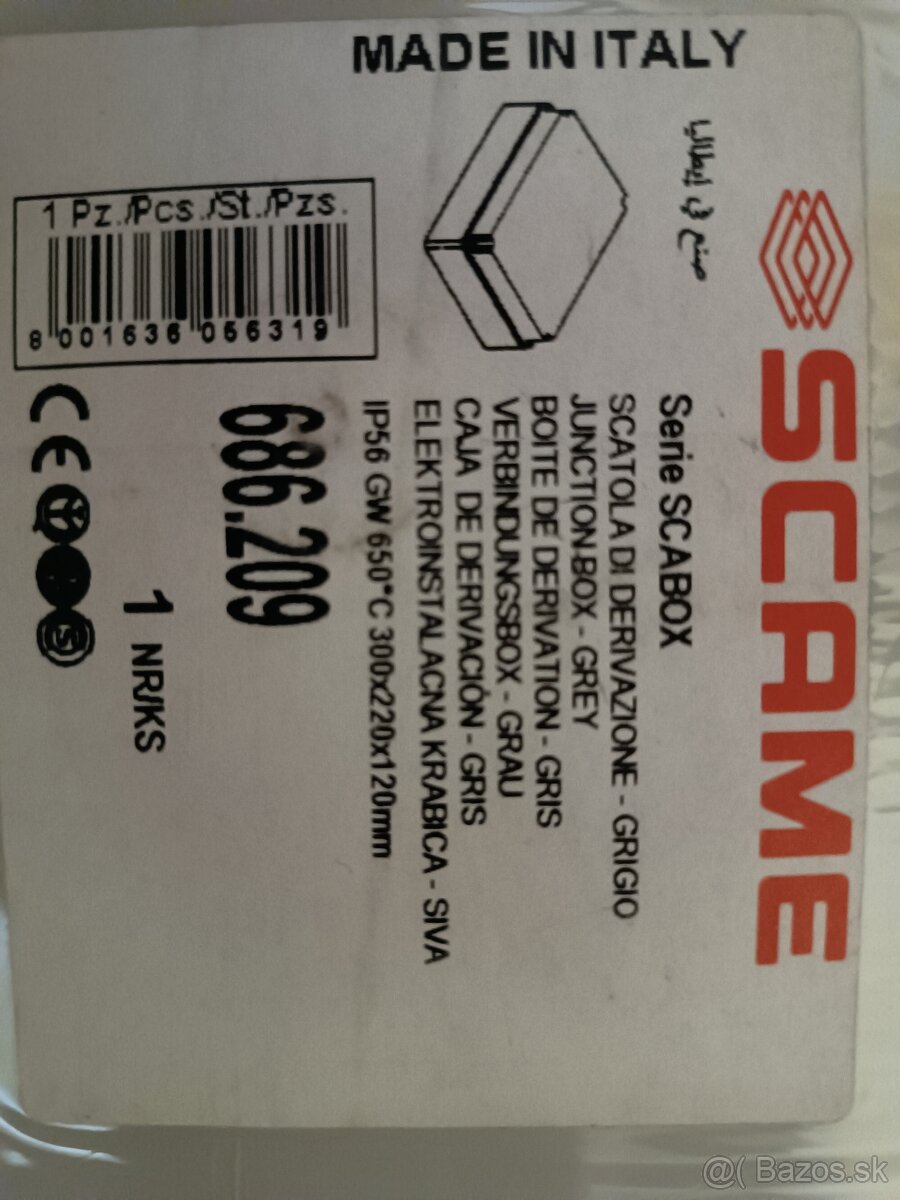 SCAME
MADE IN ITALY
صنع في إيطاليا
Serie SCABOX
SCATOLA DI DERIVAZIONE - GRIGIO
JUNCTION.BOX - GREY
BOITE DE DERIVATION - GRIS
VERBINDUNGSBOX - GRAU
CAJA DE DERIVACIÓN - GRIS
ELEKTROINSTALACNA KRABICA - SIVA
IP56 GW 650°C 300x220x120mm
1 Pz./Pcs./St./Pzs.
8 001636 056319
686.209
1 NR/KS
CE
@( Bazos.sk